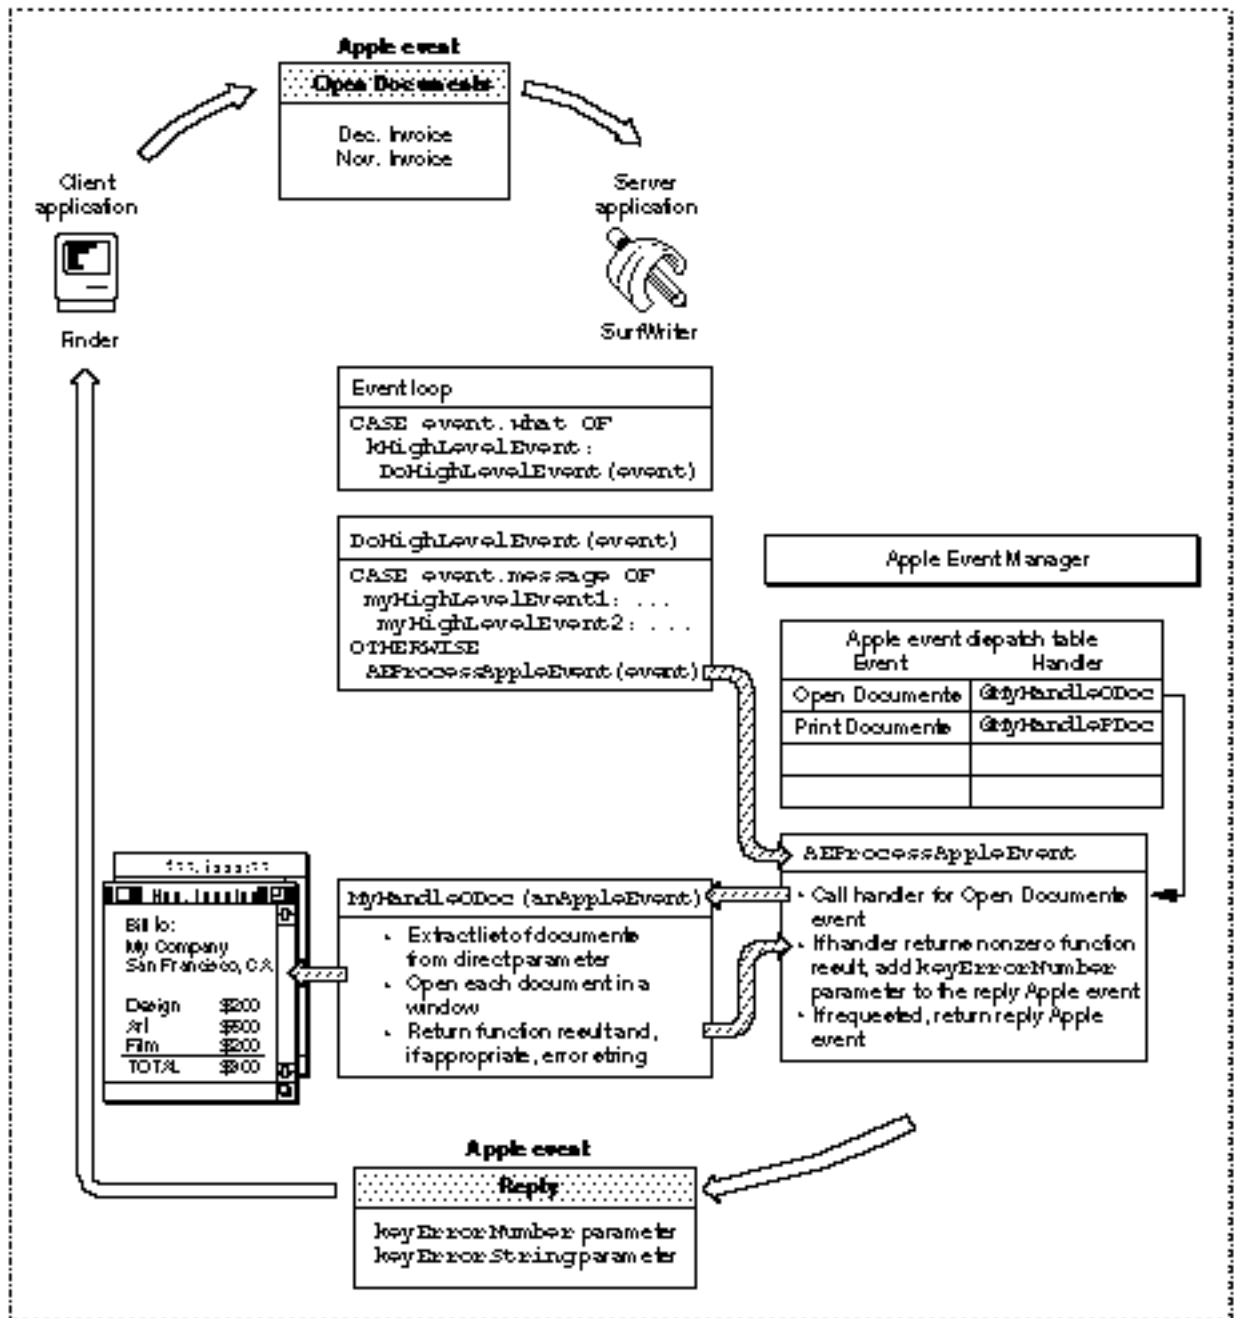 Apple event
Open Documents
Dec. Invoice
Nov. Invoice
Client
application
Finder
Server
application
SurfWriter
Event loop
CASE event.what OF
kHighLevelEvent:
DoHighLevelEvent(event)
DoHighLevelEvent(event)
CASE event.message OF
myHighLevelEvent1: ...
myHighLevelEvent2: ...
OTHERWISE
AEProcessAppleEvent(event)
Apple Event Manager
Apple event dispatch table
Event Handler
Open Documents @MyHandleODoc
Print Documents @MyHandlePDoc
AEProcessAppleEvent
• Call handler for Open Documents
event
• If handler returns nonzero function
result, add keyErrorNumber
parameter to the reply Apple event
• If requested, return reply Apple
event
MyHandleODoc(anAppleEvent)
• Extract list of documents
from direct parameter
• Open each document in a
window
• Return function result and,
if appropriate, error string
Bill to:
My Company
San Francisco, CA
Design $200
Art
Film $200
TOTAL $900
Apple event
Reply
keyErrorNumber parameter
keyErrorString parameter